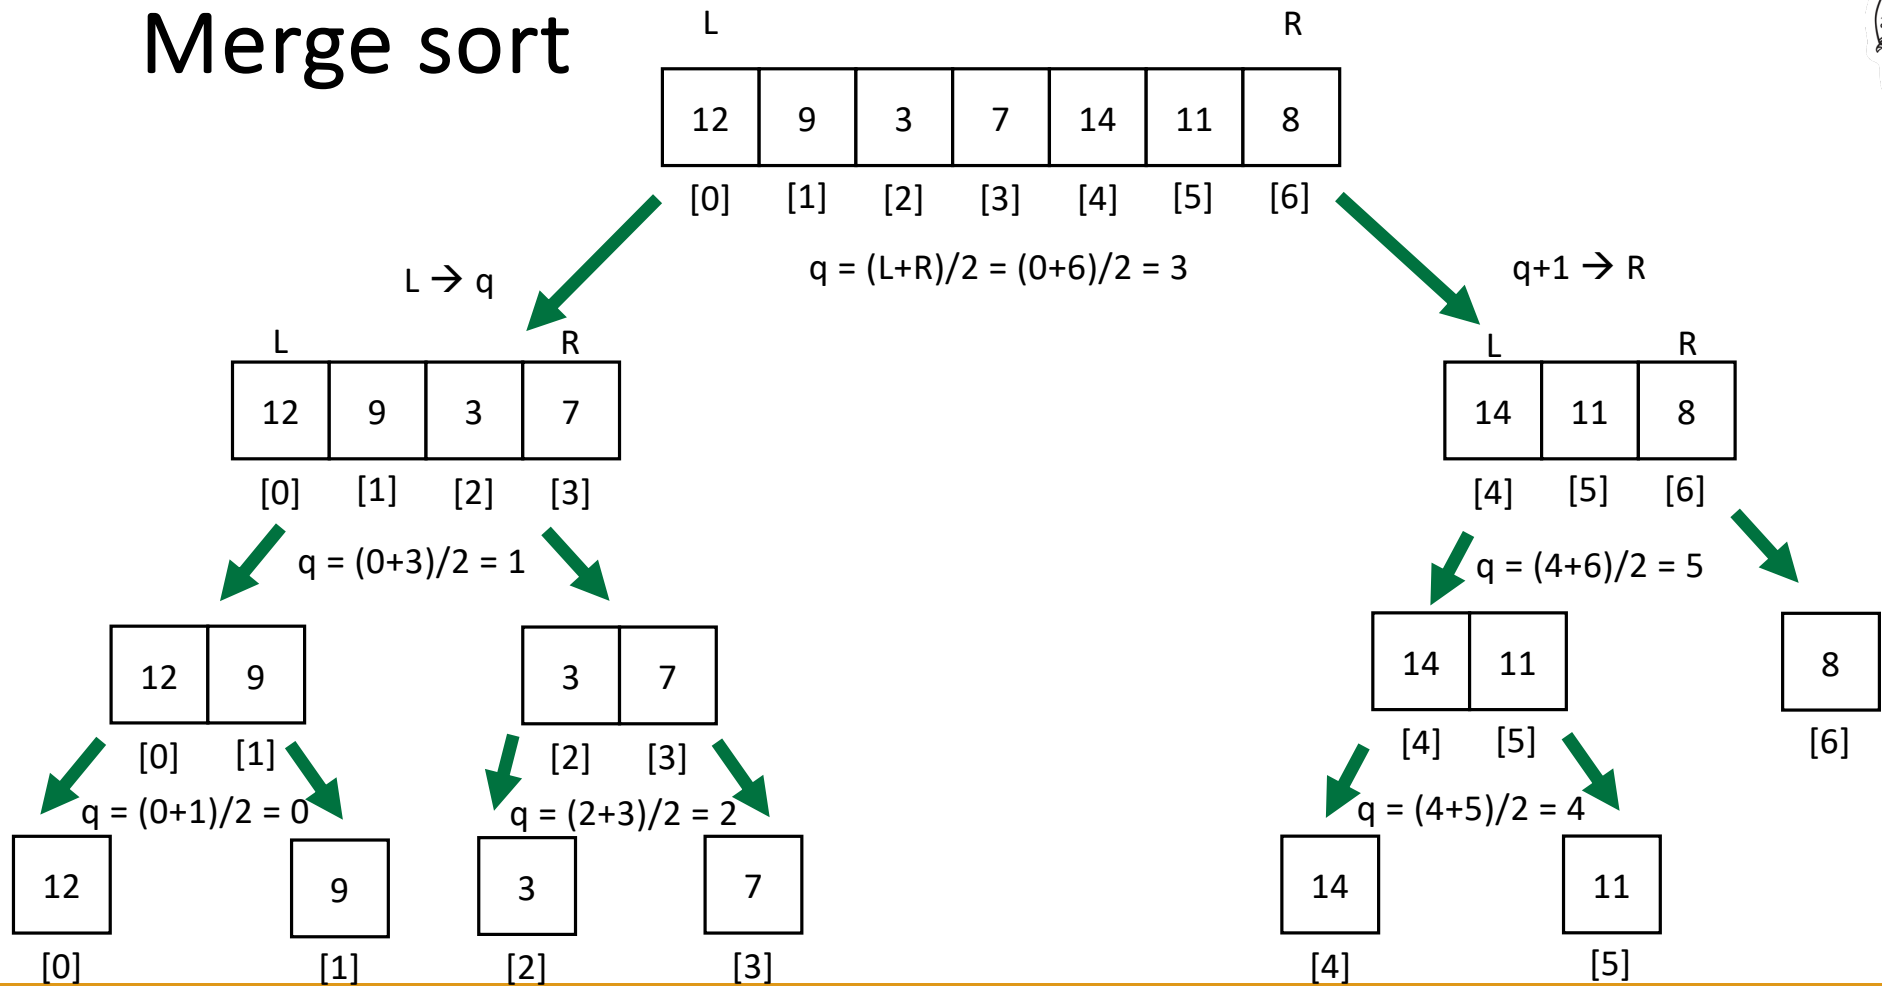 Merge sort
L R
12 9 3 7 14 11 8
[0] [1] [2] [3] [4] [5] [6]
q = (L+R)/2 = (0+6)/2 = 3
L → q
q+1 → R
L R
12 9 3 7
[0] [1] [2] [3]
q = (0+3)/2 = 1
L R
14 11 8
[4] [5] [6]
q = (4+6)/2 = 5
12 9
[0] [1]
q = (0+1)/2 = 0
3 7
[2] [3]
q = (2+3)/2 = 2
14 11
[4] [5]
q = (4+5)/2 = 4
8
[6]
12
[0]
9
[1]
3
[2]
7
[3]
14
[4]
11
[5]